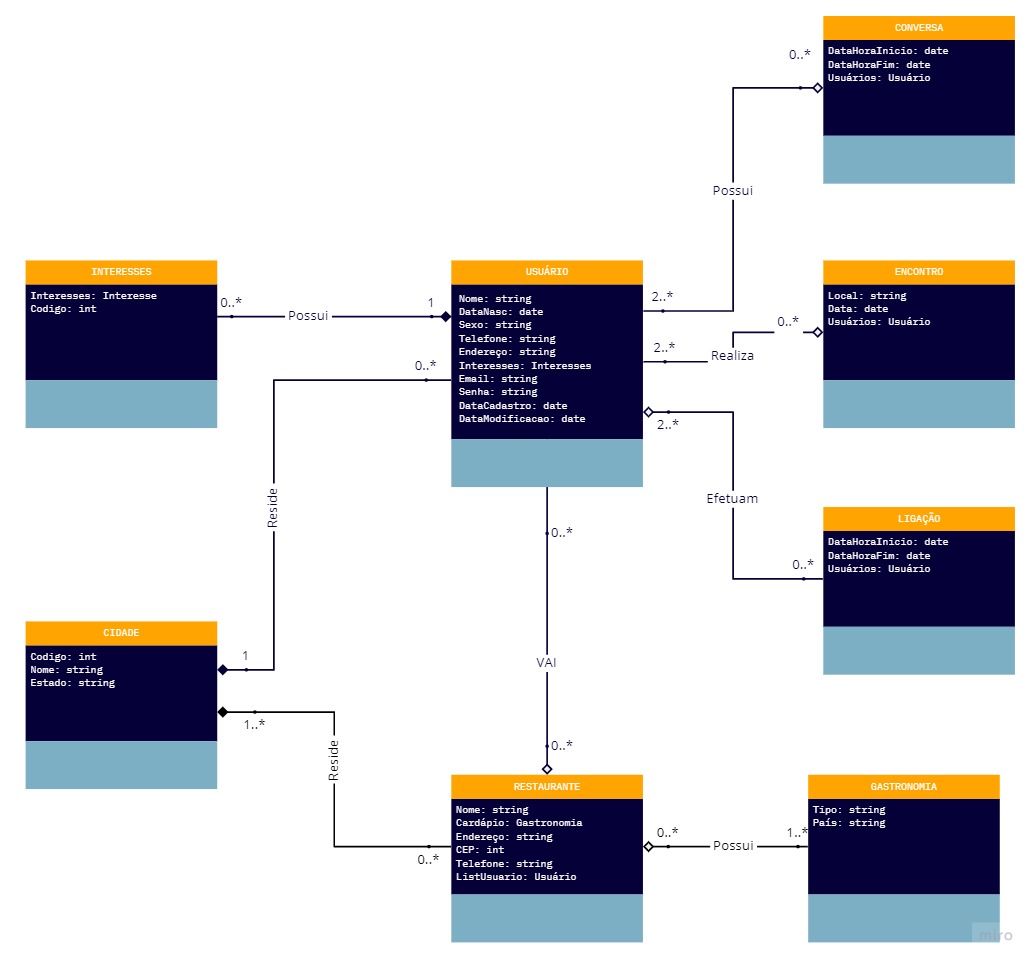 CONVERSA
DataHoraInicio: date
DataHoraFim: date
Usuários: Usuário
0..*
Possui
2..*
INTERESSES
Interesses: Interesse
Codigo: int
0..*
Possui
1
USUÁRIO
Nome: string
DataNasc: date
Sexo: string
Telefone: string
Endereço: string
Interesses: Interesses
Email: string
Senha: string
DataCadastro: date
DataModificacao: date
ENCONTRO
Local: string
Data: date
Usuários: Usuário
0..*
2..*
Realiza
0..*
2..*
Efetuam
0..*
LIGAÇÃO
DataHoraInicio: date
DataHoraFim: date
Usuários: Usuário
Reside
0..*
VAI
0..*
CIDADE
Codigo: int
Nome: string
Estado: string
1
1..*
Reside
0..*
RESTAURANTE
Nome: string
Cardápio: Gastronomia
Endereço: string
CEP: int
Telefone: string
ListUsuario: Usuário
0..*
Possui
1..*
GASTRONOMIA
Tipo: string
País: string
miro